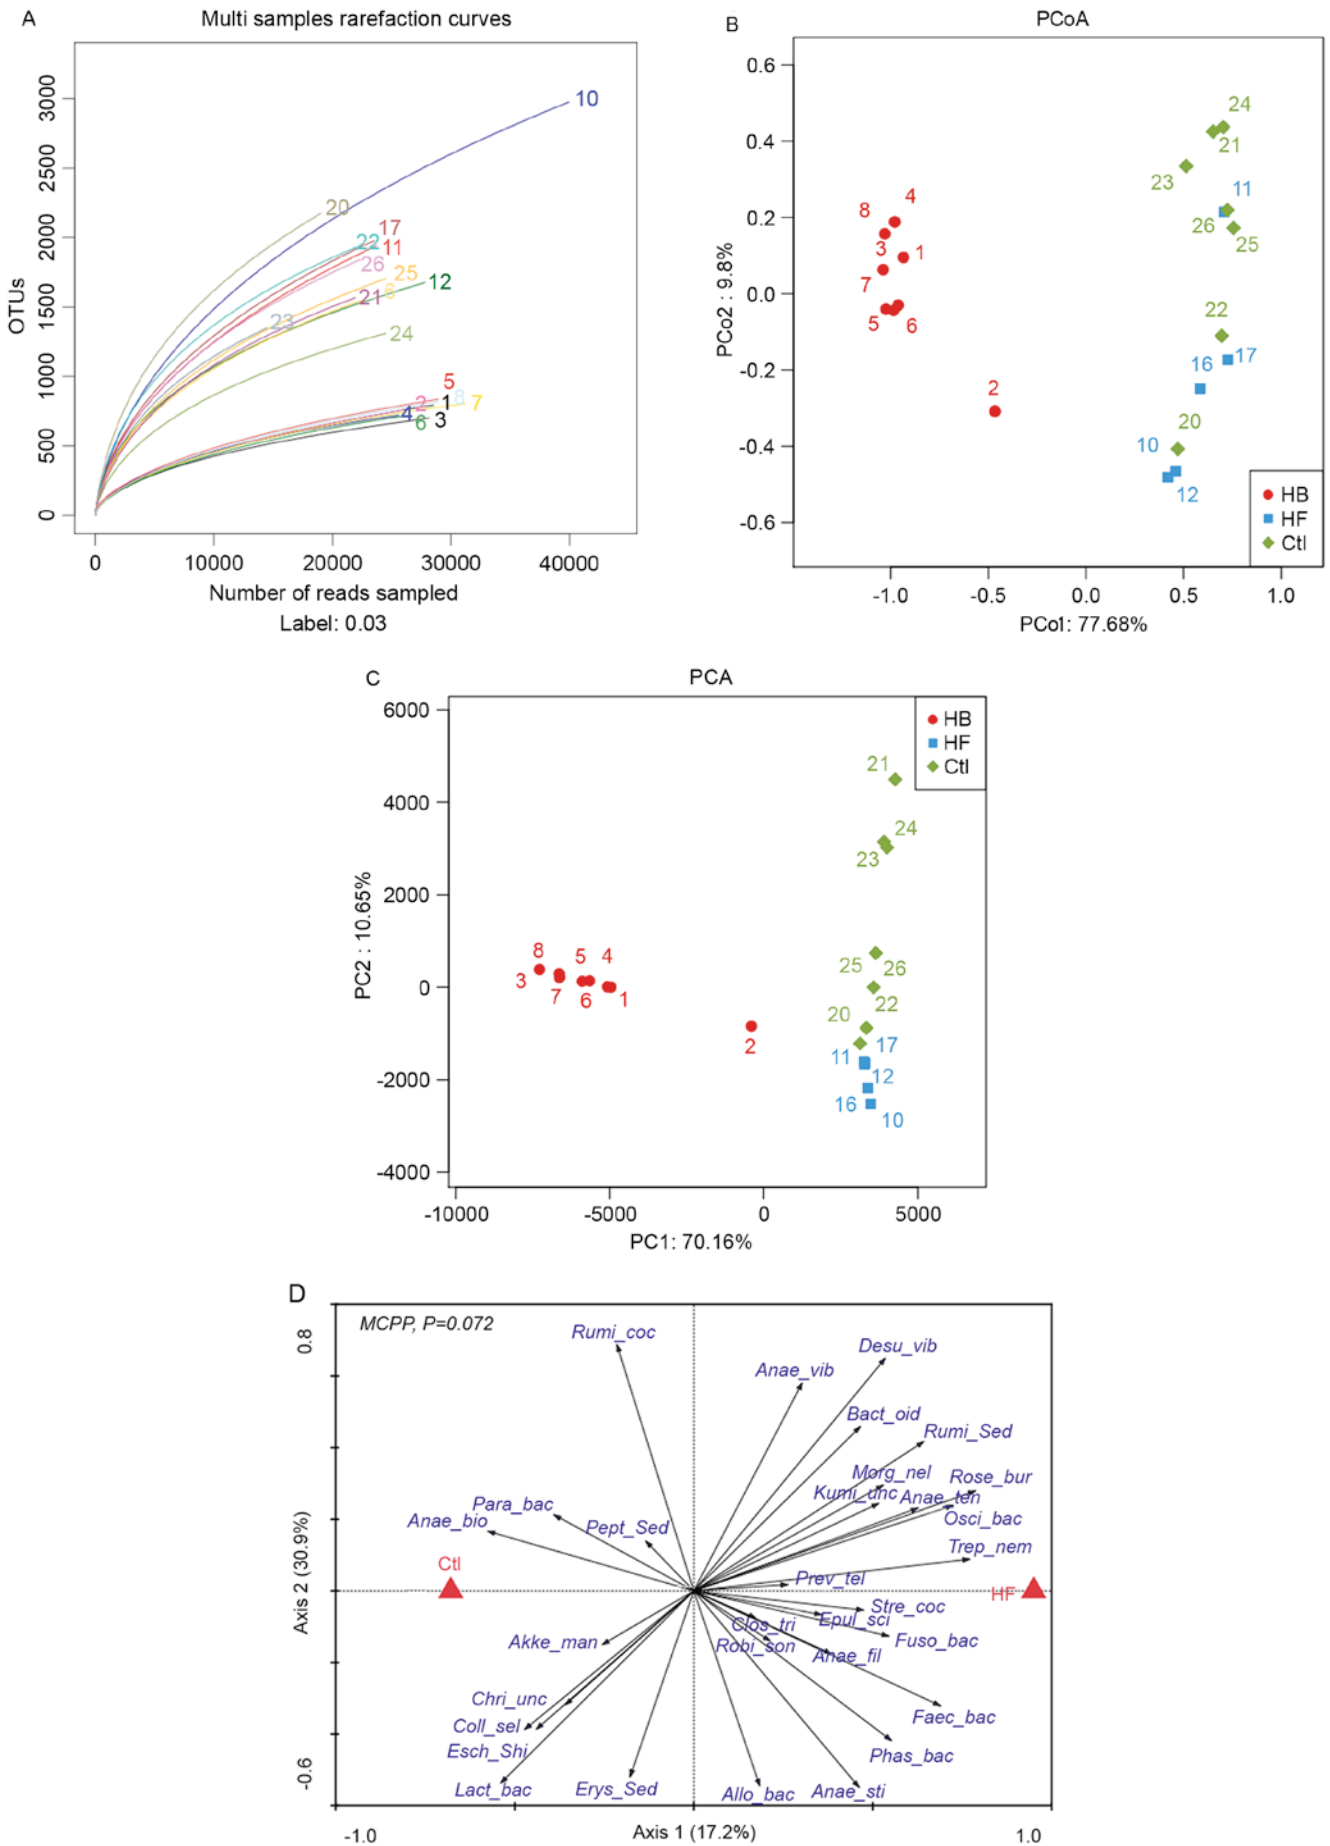 A
Multi samples rarefaction curves
OTUs
3000
2500
2000
1500
1000
500
0
10
20
17
22
11
26
25
6
12
21
23
24
5
8
2
1
7
4
6
3
0
10000
20000
30000
40000
Number of reads sampled
Label: 0.03
B
PCoA
PCo2 : 9.8%
0.6
0.4
0.2
0.0
-0.2
-0.4
-0.6
24
21
23
11
26
25
22
16
17
20
10
12
8
4
3
1
7
5
6
2
HB
HF
Ctl
-1.0
-0.5
0.0
0.5
1.0
PCo1: 77.68%
C
PCA
PC2 : 10.65%
6000
4000
2000
0
-2000
-4000
HB
HF
Ctl
21
24
23
25
26
22
20
11
17
12
16
10
8
5
4
3
7
6
1
2
-10000
-5000
0
5000
PC1: 70.16%
D
MCPP, P=0.072
0.8
Axis 2 (30.9%)
-0.6
Rumi_coc
Desu_vib
Anae_vib
Bact_oid
Rumi_Sed
Morg_nel
Rose_bur
Kumi_unc
Anae_ten
Para_bac
Anae_bio
Pept_Sed
Osci_bac
Trep_nem
Ctl
Prev_tel
HF
Stre_coc
Clos_tri
Epul_sci
Akke_man
Robi_son
Fuso_bac
Anae_fil
Chri_unc
Faec_bac
Coll_sel
Esch_Shi
Phas_bac
Lact_bac
Erys_Sed
Allo_bac
Anae_sti
-1.0
Axis 1 (17.2%)
1.0